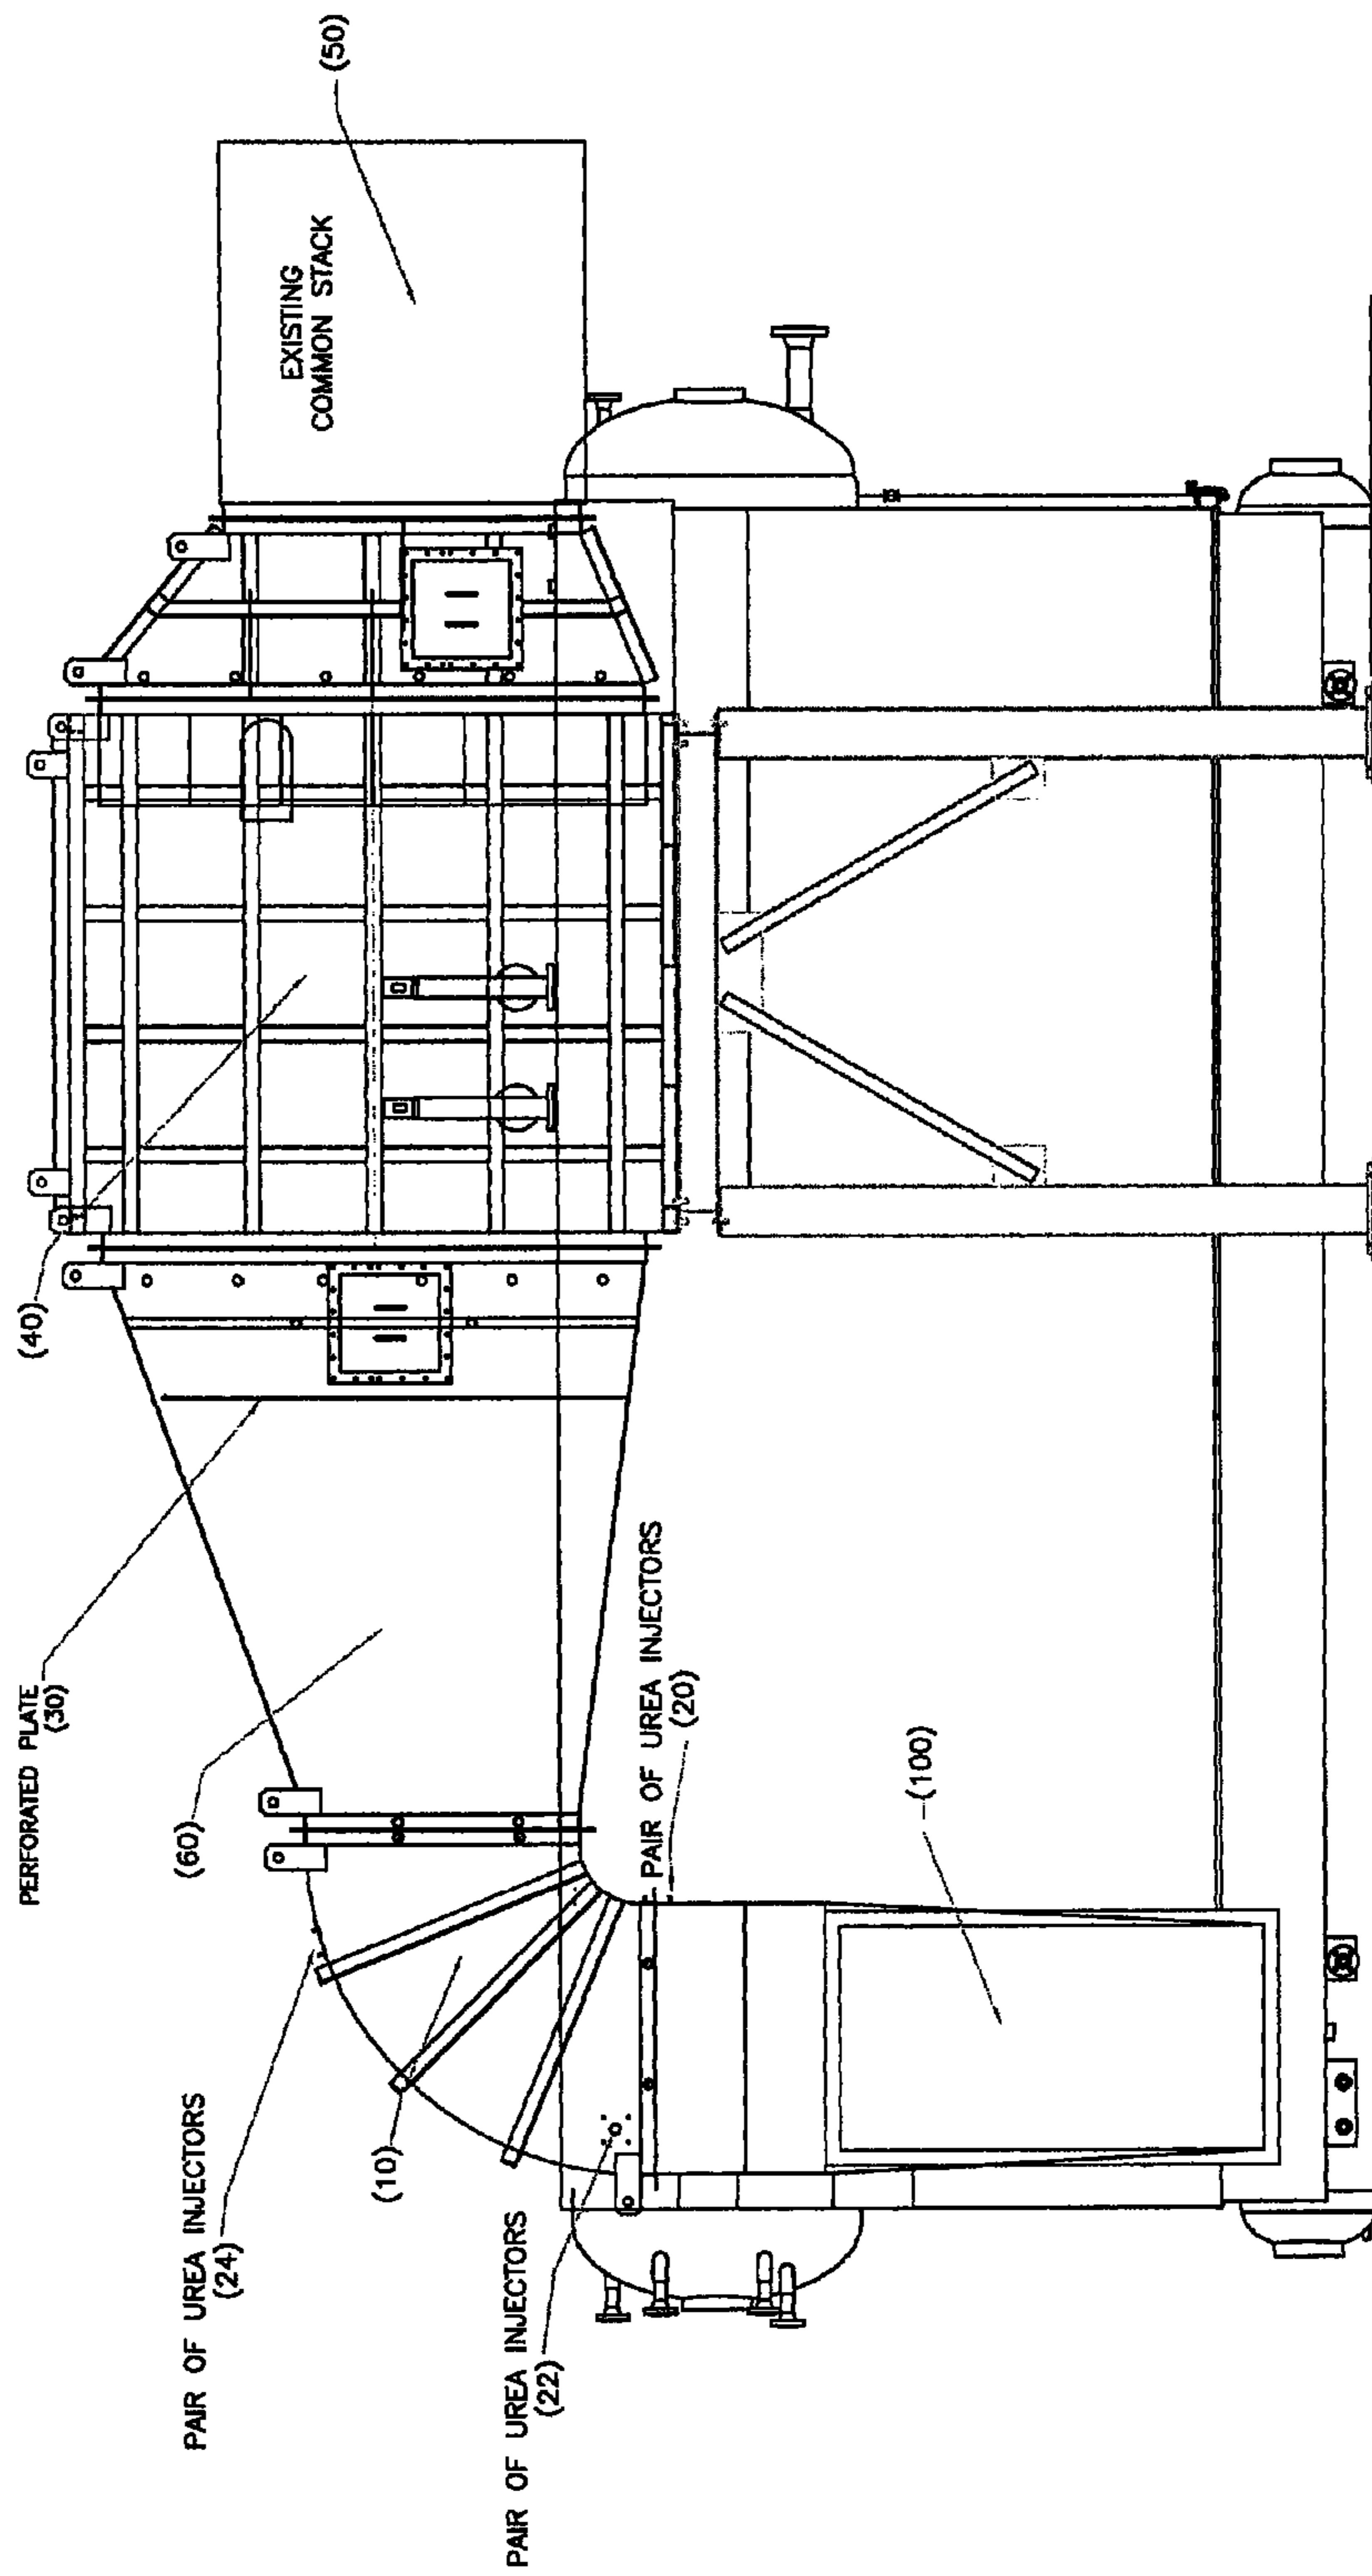 PERFORATED PLATE
(30)
(40)
(50)
EXISTING
COMMON STACK
(60)
PAIR OF UREA INJECTORS
(24)
(10)
PAIR OF UREA INJECTORS
(22)
PAIR OF UREA INJECTORS
(20)
(100)